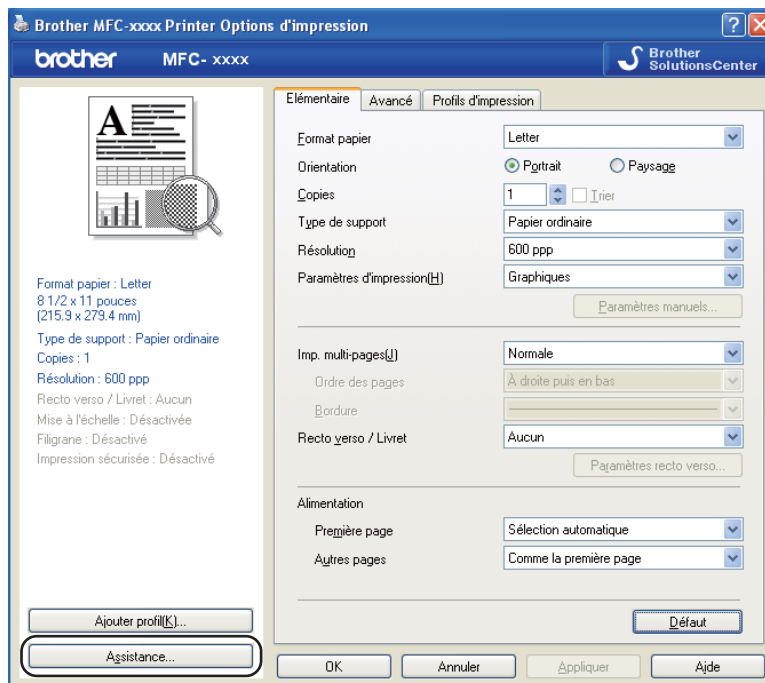 Brother MFC-xxxx Printer Options d'impression
brother MFC- xxxx
Brother
SolutionsCenter
A
Format papier : Letter
8 1/2 x 11 pouces
(215.9 x 279.4 mm)
Type de support : Papier ordinaire
Copies : 1
Résolution : 600 ppp
Recto verso / Livret : Aucun
Mise à l'échelle : Désactivée
Filigrane : Désactivé
Impression sécurisée : Désactivé
Ajouter profil(K)...
Assistance...
Elémentaire Avancé Profils d'impression
Format papier Letter
Orientation Portrait Paysage
Copies 1 Trier
Type de support Papier ordinaire
Résolution 600 ppp
Paramètres d'impression(H) Graphiques
Paramètres manuels...
Imp. multi-pages(J) Normale
Ordre des pages À droite puis en bas
Bordure
Recto verso / Livret Aucun
Paramètres recto verso...
Alimentation
Première page Sélection automatique
Autres pages Comme la première page
Défaut
OK Annuler Appliquer Aide